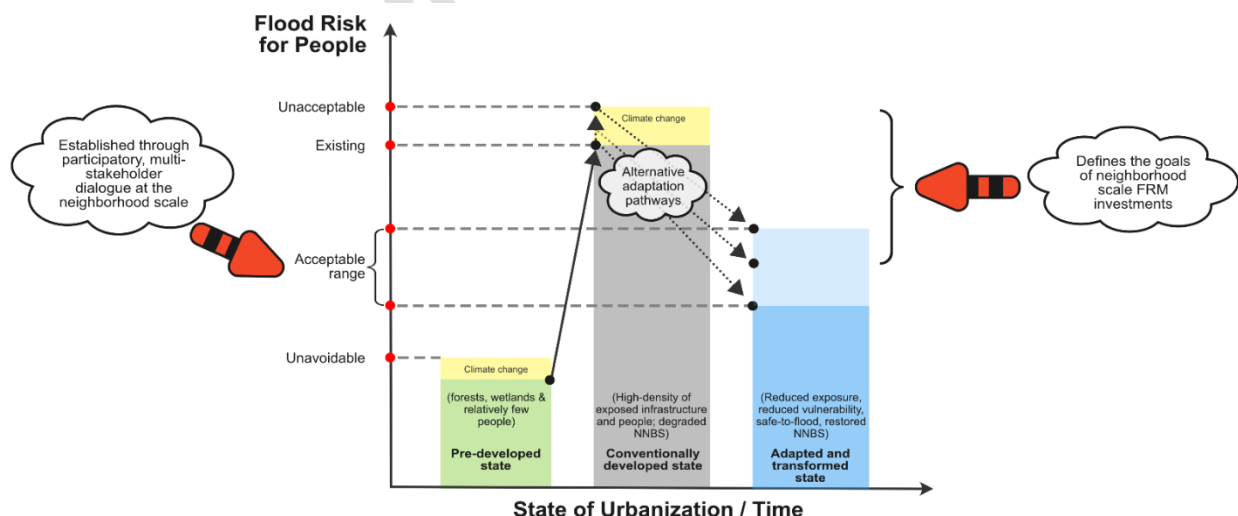 Flood Risk
for People
Unacceptable
Existing
Acceptable
range
Unavoidable
Established through
participatory, multi-
stakeholder
dialogue at the
neighborhood scale
Climate change
Alternative
adaptation
pathways
Defines the goals
of neighborhood
scale FRM
investments
Climate change
(forests, wetlands &
relatively few
people)
Pre-developed
state
(High-density of
exposed infrastructure
and people; degraded
NNBS)
Conventionally
developed state
(Reduced exposure,
reduced vulnerability,
safe-to-flood, restored
NNBS)
Adapted and
transformed
state
State of Urbanization / Time